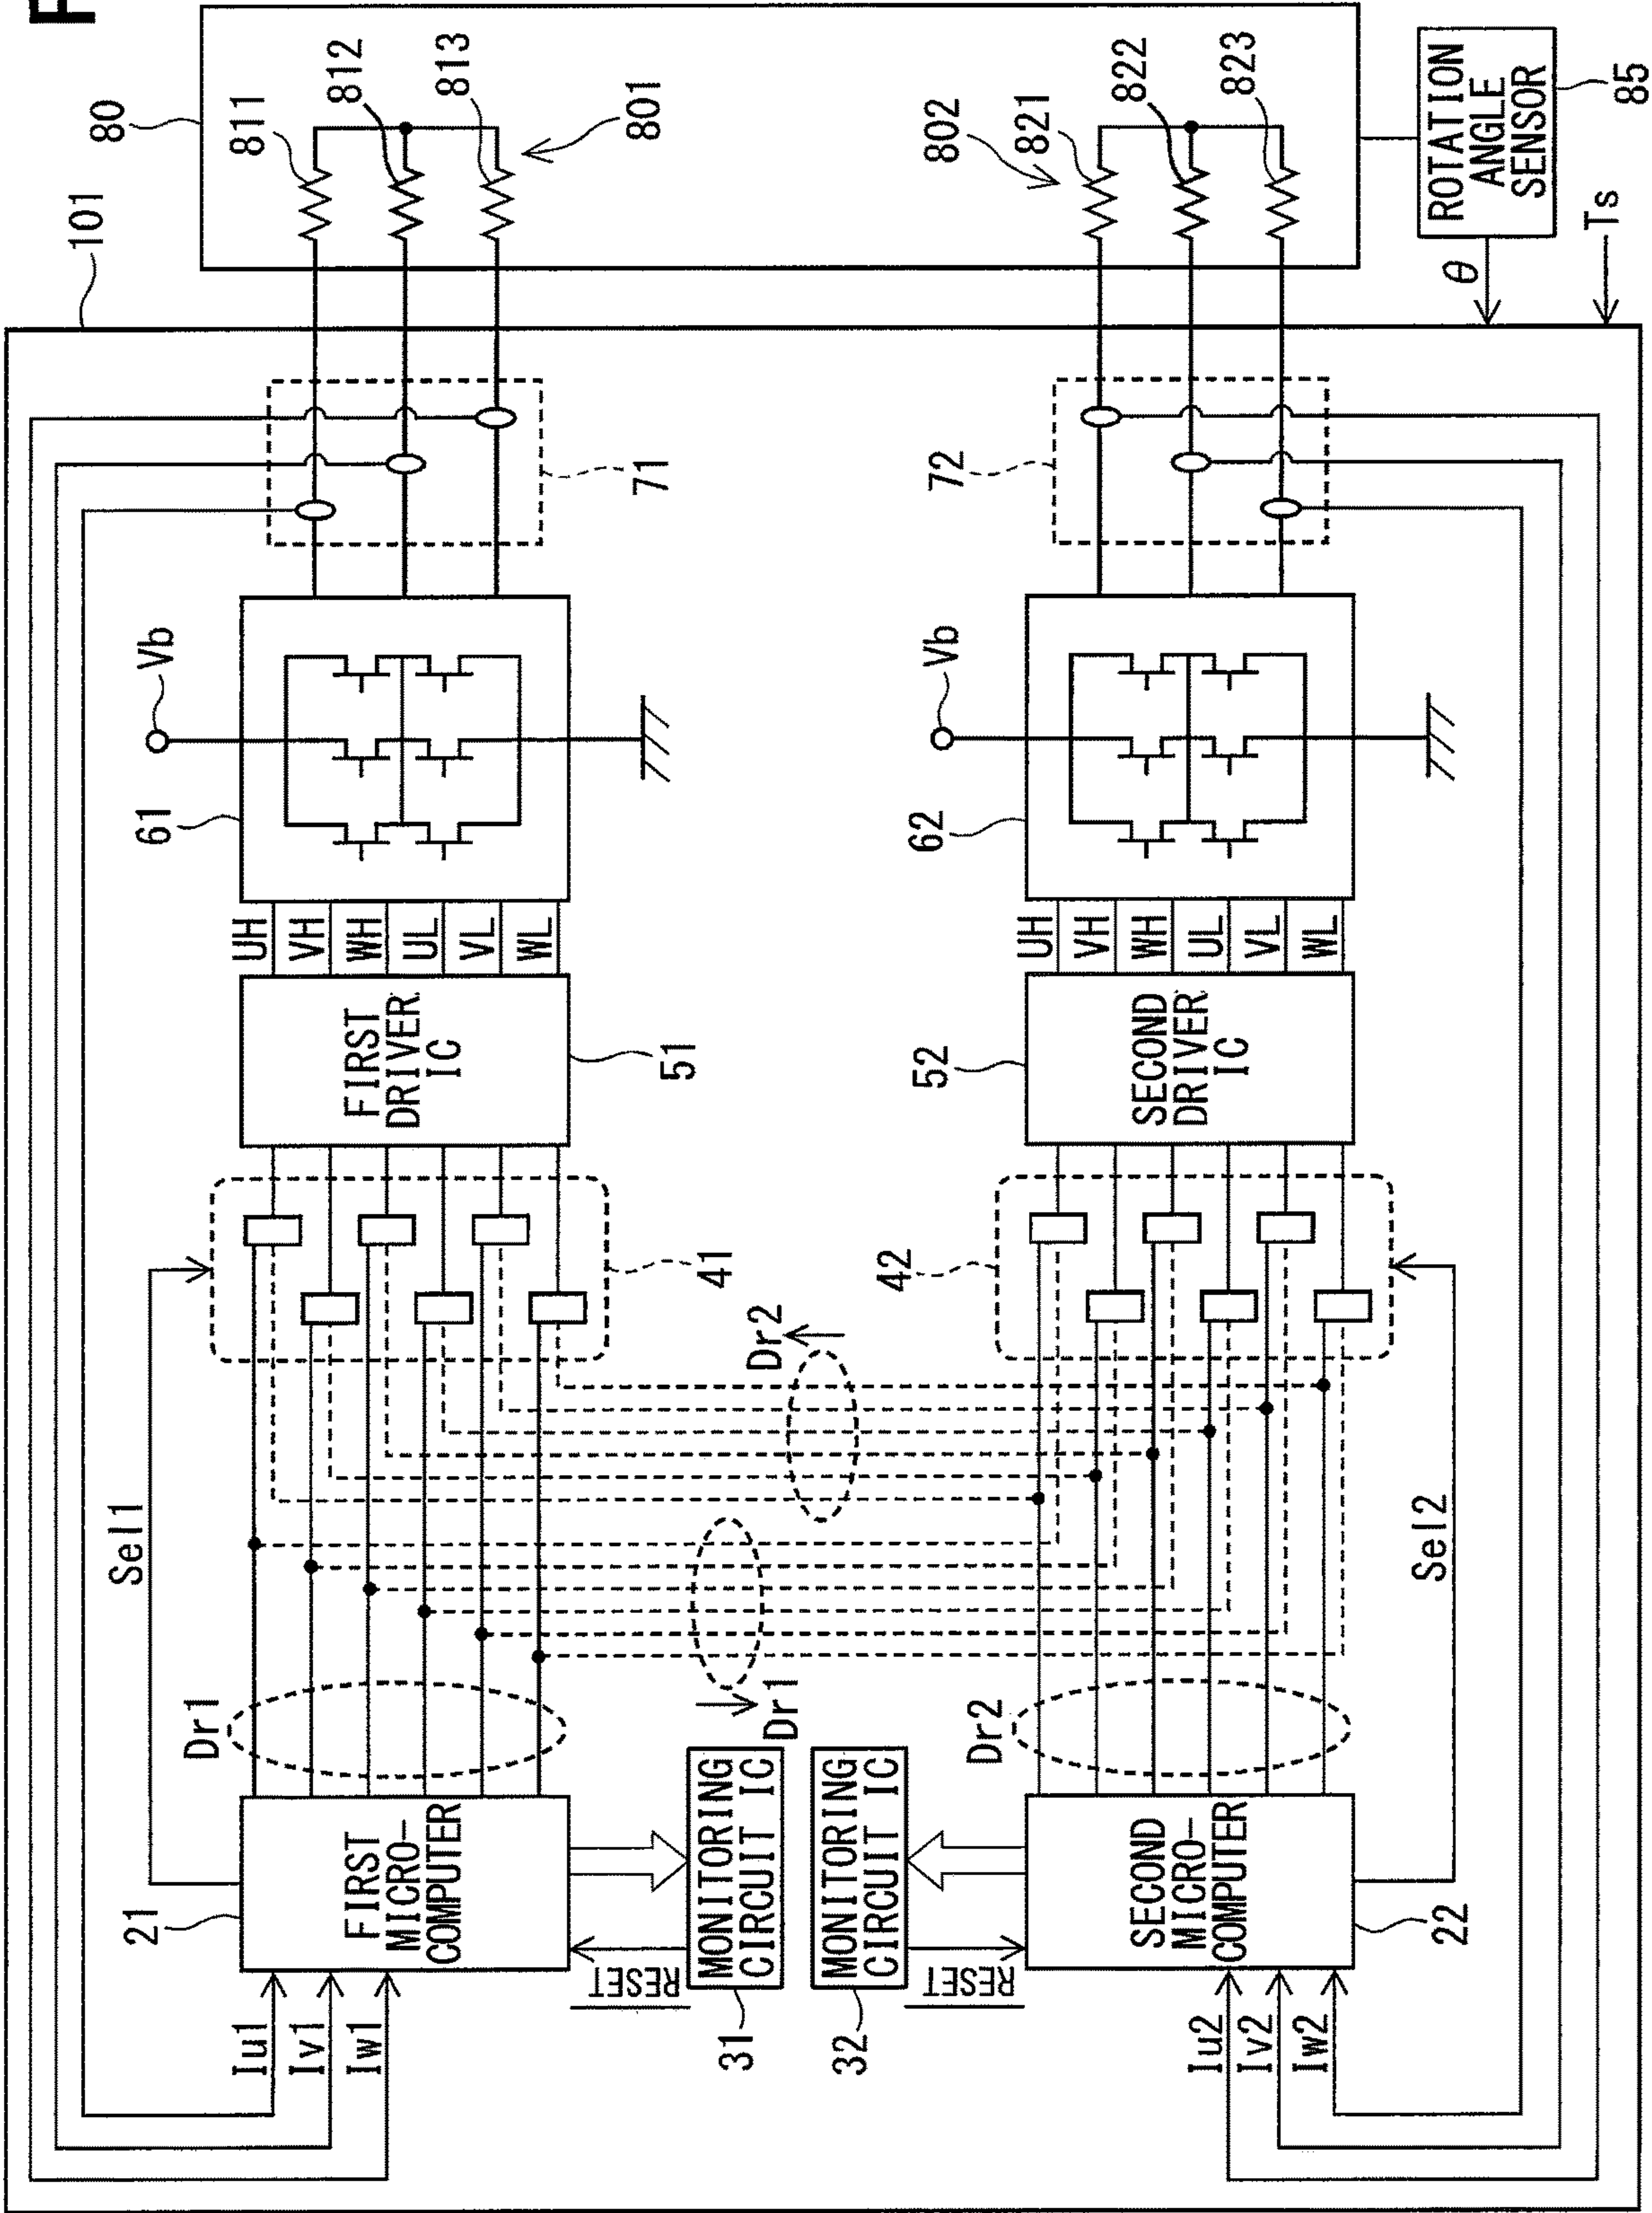 F
80
811
812
813
801
802
821
822
823
ROTATION
ANGLE
SENSOR
85
101
θ
Ts
71
72
Vb
61
Vb
62
UH
VH
WH
UL
VL
WL
UH
VH
WH
UL
VL
WL
FIRST
DRIVER
IC
51
SECOND
DRIVER
IC
52
41
42
Dr2
Sel1
Sel2
Dr1
Dr1
Dr2
FIRST
MICRO-
COMPUTER
21
MONITORING
CIRCUIT IC
31
MONITORING
CIRCUIT IC
32
SECOND
MICRO-
COMPUTER
22
RESET
RESET
Iu1
Iv1
Iw1
Iu2
Iv2
Iw2